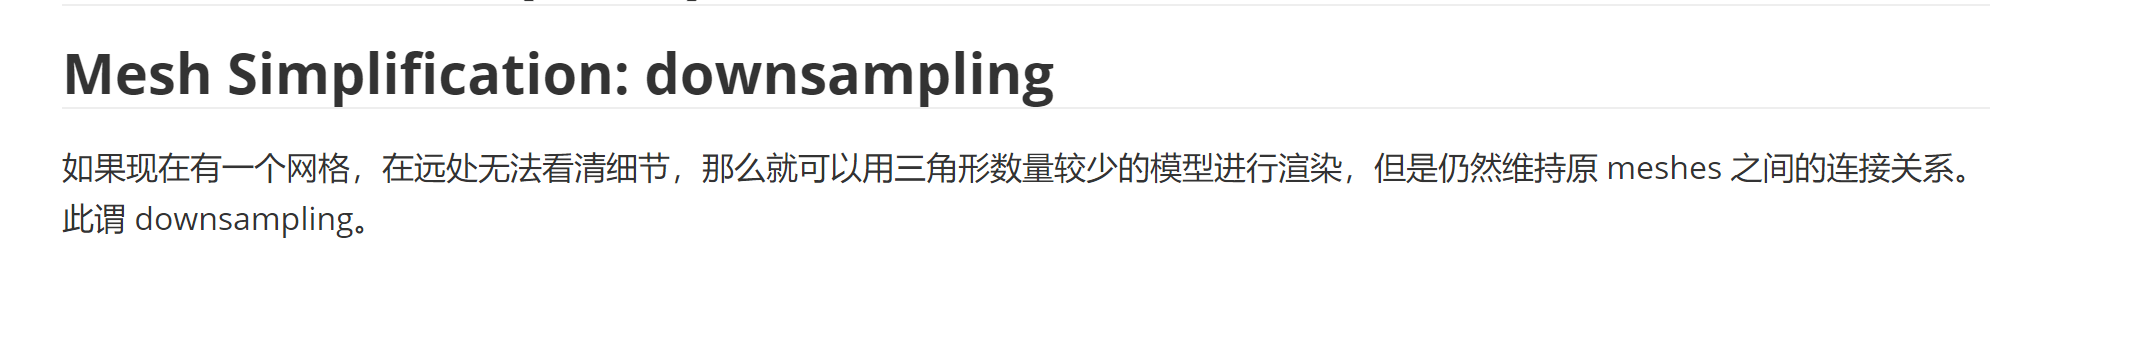 Mesh Simplification: downsampling
如果现在有一个网格，在远处无法看清细节，那么就可以用三角形数量较少的模型进行渲染，但是仍然维持原 meshes 之间的连接关系。
此谓 downsampling。